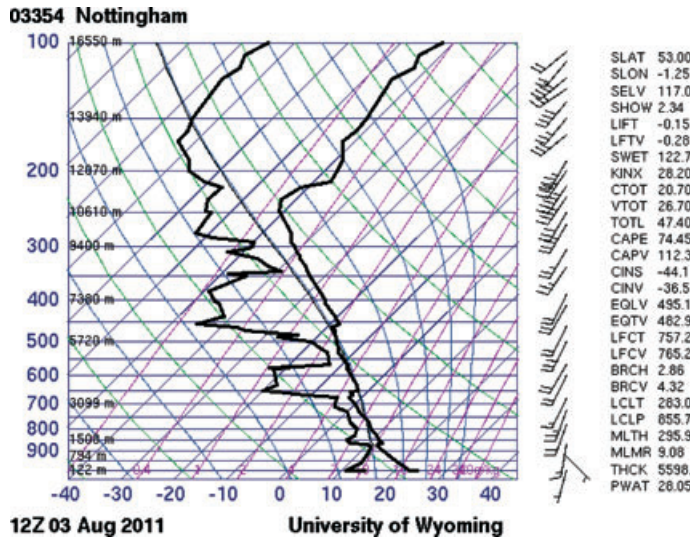 03354 Nottingham
100 16550 m
13940 m
200 12070 m
10610 m
300 9400 m
400 7380 m
500 5720 m
600
700 3099 m
800 1508 m
900 794 m
122 m
-40 -30 -20 -10 0 10 20 30 40
12Z 03 Aug 2011 University of Wyoming
SLAT 53.00
SLON -1.25
SELV 117.0
SHOW 2.34
LIFT -0.15
LFTV -0.28
SWET 122.7
KINX 28.20
CTOT 20.70
VTOT 26.70
TOTL 47.40
CAPE 74.45
CAPV 112.3
CINS -44.1
CINV -36.5
EQLV 495.1
EQTV 482.9
LFCT 757.2
LFCV 765.2
BRCH 2.86
BRCV 4.32
LCLT 283.0
LCLP 855.7
MLTH 295.9
MLMR 9.08
THCK 5598.
PWAT 28.05